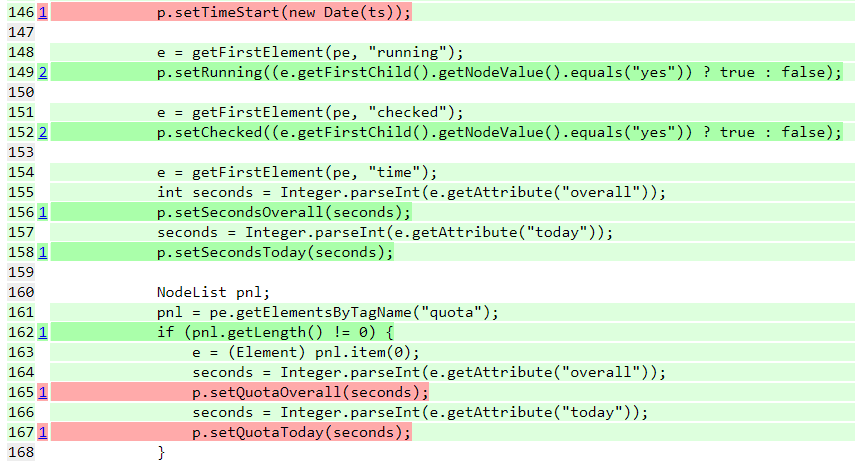 146 1 p.setTimeStart(new Date(ts));
147
148 e = getFirstElement(pe, "running");
149 2 p.setRunning((e.getFirstChild().getNodeValue().equals("yes")) ? true : false);
150
151 e = getFirstElement(pe, "checked");
152 2 p.setChecked((e.getFirstChild().getNodeValue().equals("yes")) ? true : false);
153
154 e = getFirstElement(pe, "time");
155 int seconds = Integer.parseInt(e.getAttribute("overall"));
156 1 p.setSecondsOverall(seconds);
157 seconds = Integer.parseInt(e.getAttribute("today"));
158 1 p.setSecondsToday(seconds);
159
160 NodeList pnl;
161 pnl = pe.getElementsByTagName("quota");
162 1 if (pnl.getLength() != 0) {
163 e = (Element) pnl.item(0);
164 seconds = Integer.parseInt(e.getAttribute("overall"));
165 1 p.setQuotaOverall(seconds);
166 seconds = Integer.parseInt(e.getAttribute("today"));
167 1 p.setQuotaToday(seconds);
168 }